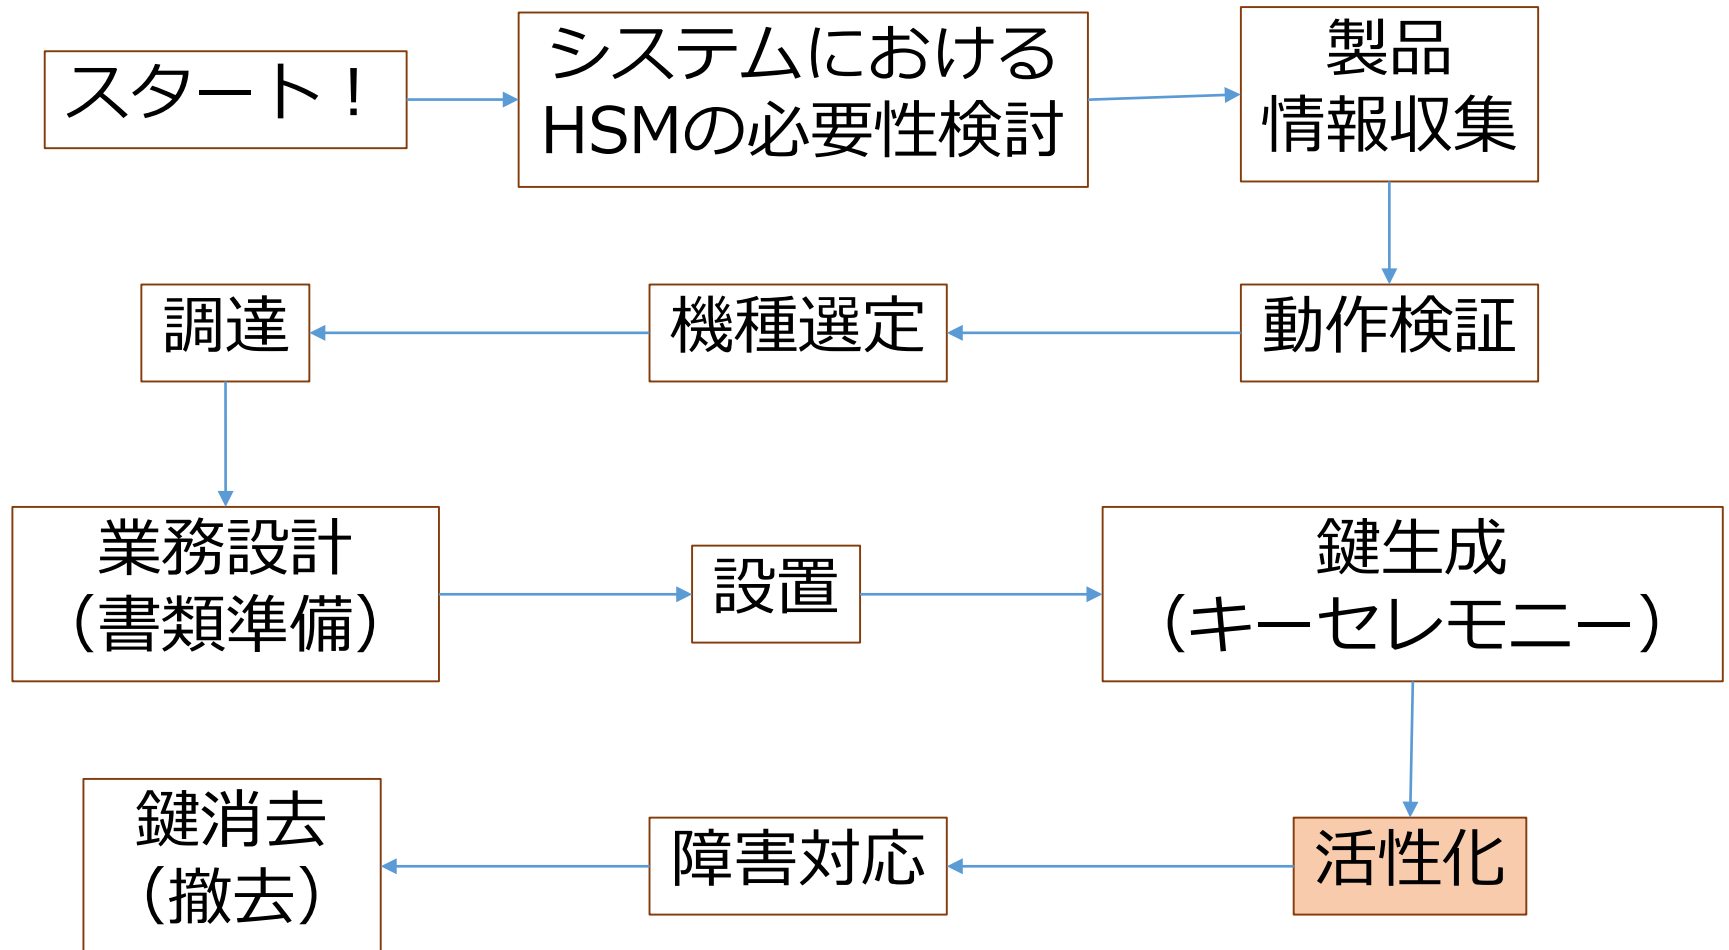 スタート！
システムにおける
HSMの必要性検討
製品
情報収集
動作検証
機種選定
調達
業務設計
（書類準備）
設置
鍵生成
（キーセレモニー）
活性化
障害対応
鍵消去
（撤去）